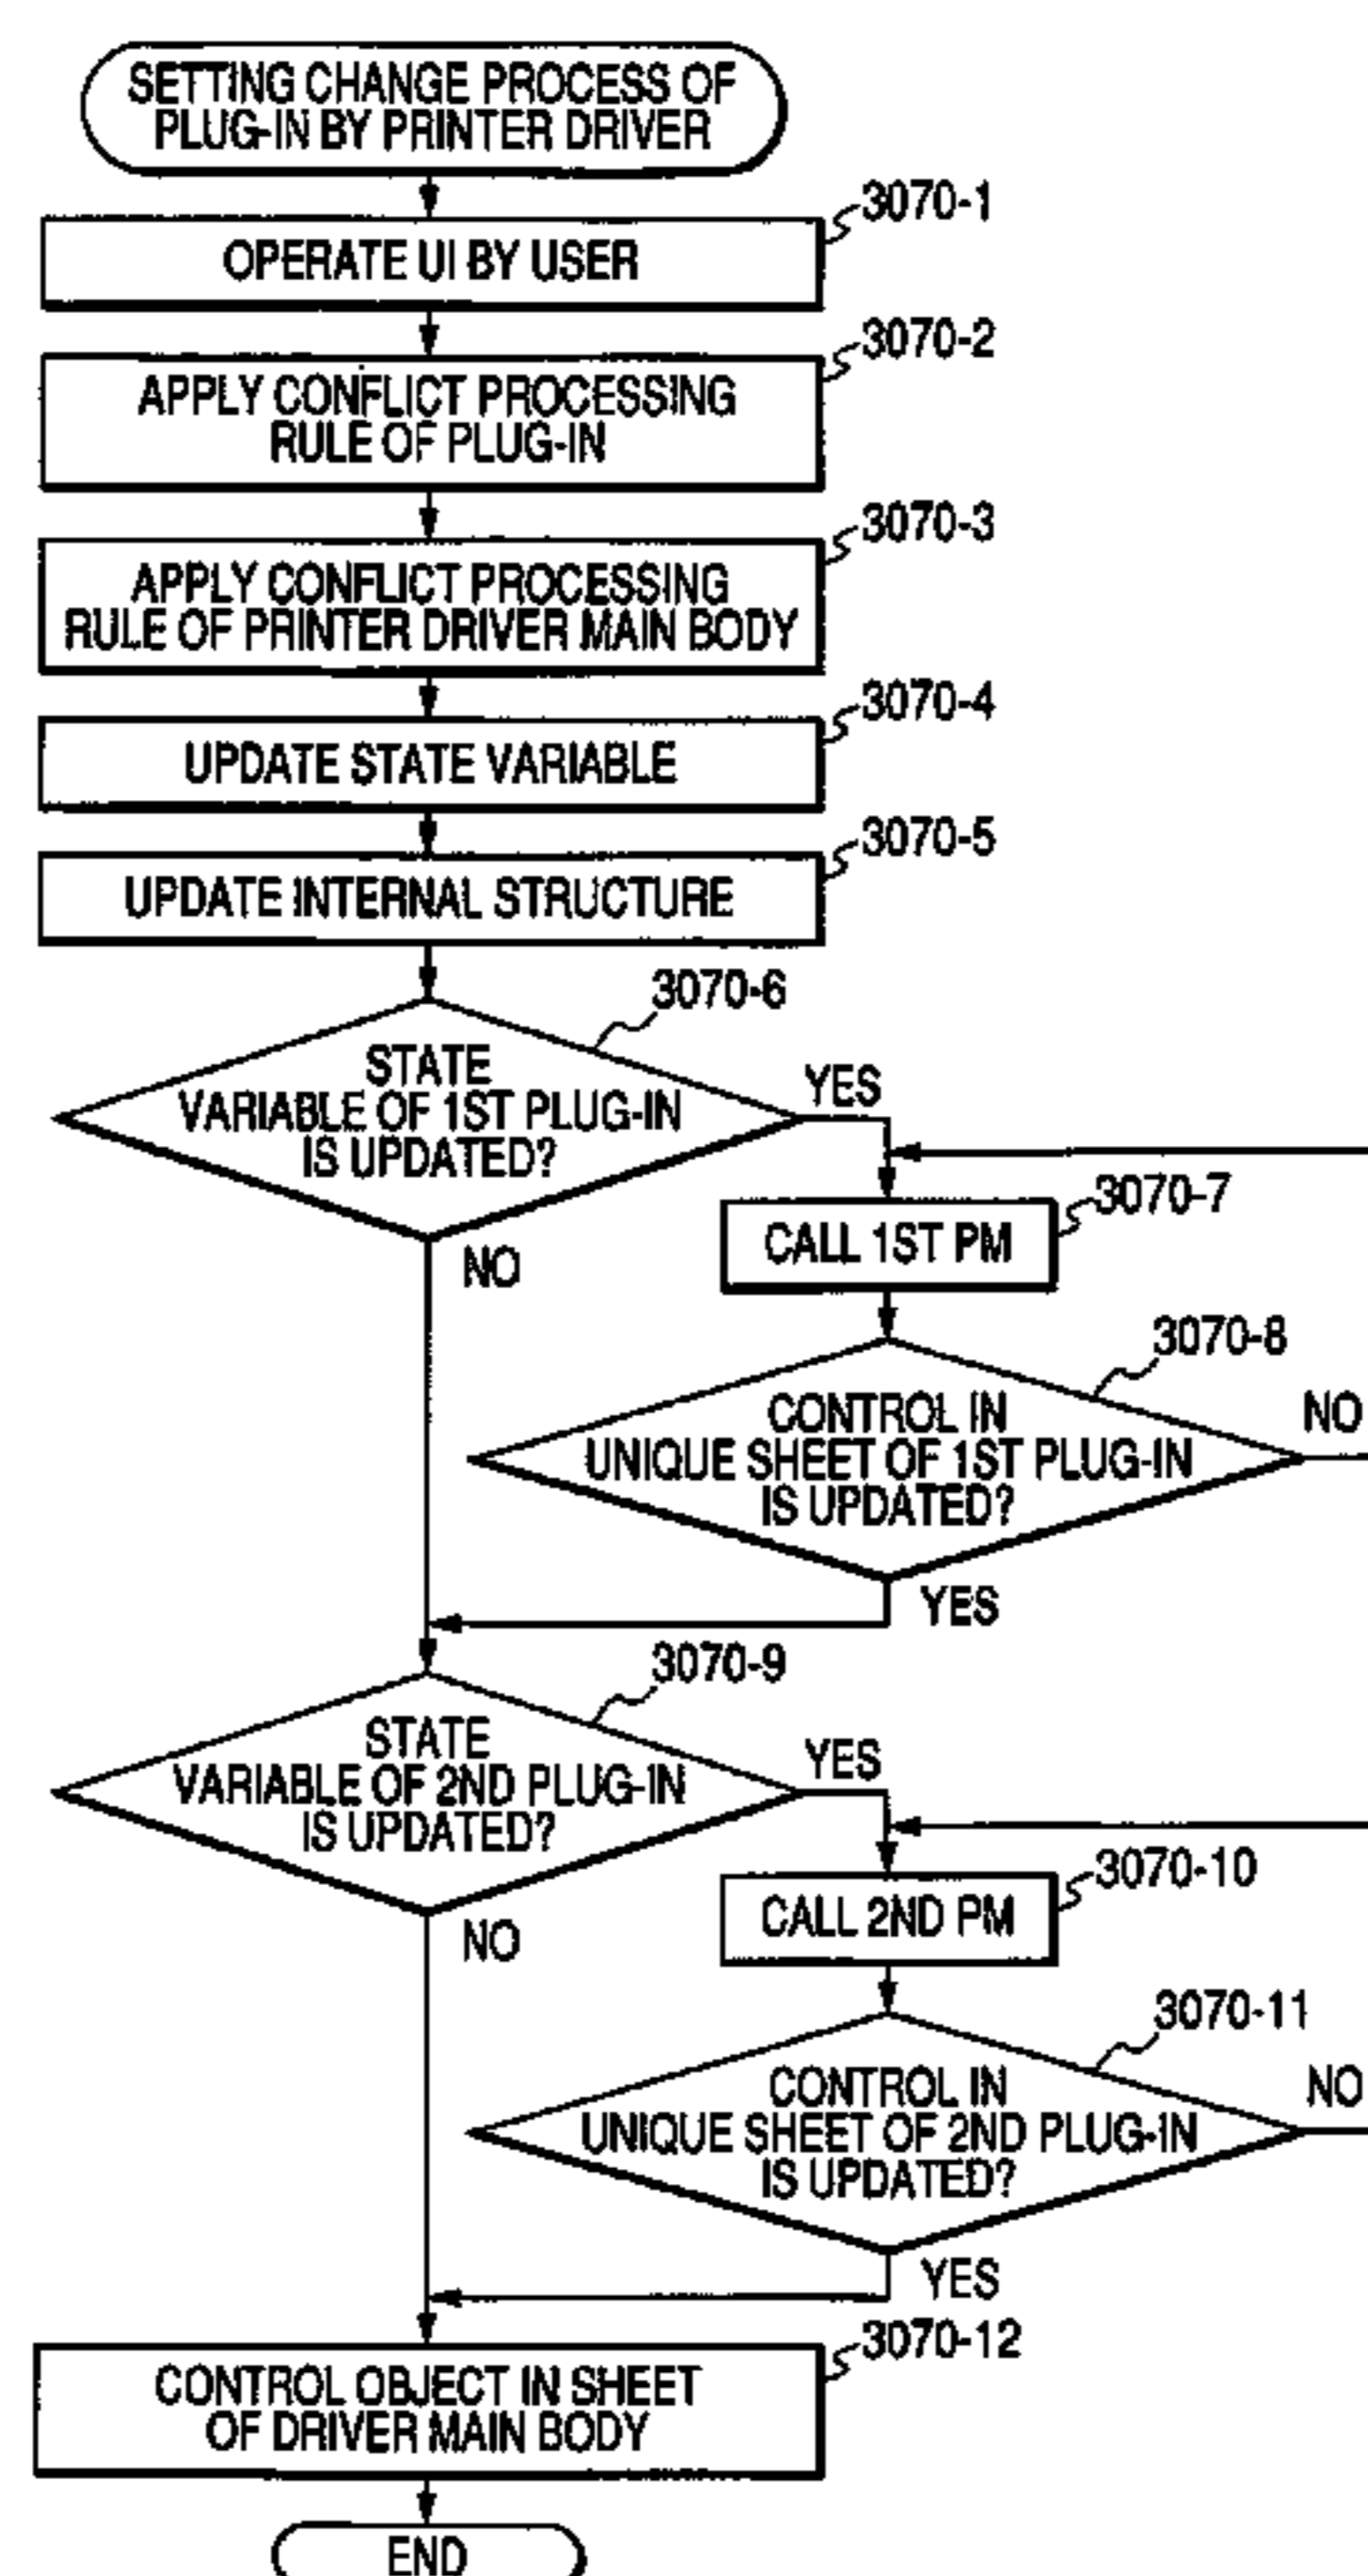 SETTING CHANGE PROCESS OF
PLUG-IN BY PRINTER DRIVER
3070-1
OPERATE UI BY USER
3070-2
APPLY CONFLICT PROCESSING
RULE OF PLUG-IN
3070-3
APPLY CONFLICT PROCESSING
RULE OF PRINTER DRIVER MAIN BODY
3070-4
UPDATE STATE VARIABLE
3070-5
UPDATE INTERNAL STRUCTURE
3070-6
STATE
VARIABLE OF 1ST PLUG-IN
IS UPDATED?
YES
NO
3070-7
CALL 1ST PM
3070-8
CONTROL IN
UNIQUE SHEET OF 1ST PLUG-IN
IS UPDATED?
NO
YES
3070-9
STATE
VARIABLE OF 2ND PLUG-IN
IS UPDATED?
YES
NO
3070-10
CALL 2ND PM
3070-11
CONTROL IN
UNIQUE SHEET OF 2ND PLUG-IN
IS UPDATED?
NO
YES
3070-12
CONTROL OBJECT IN SHEET
OF DRIVER MAIN BODY
END